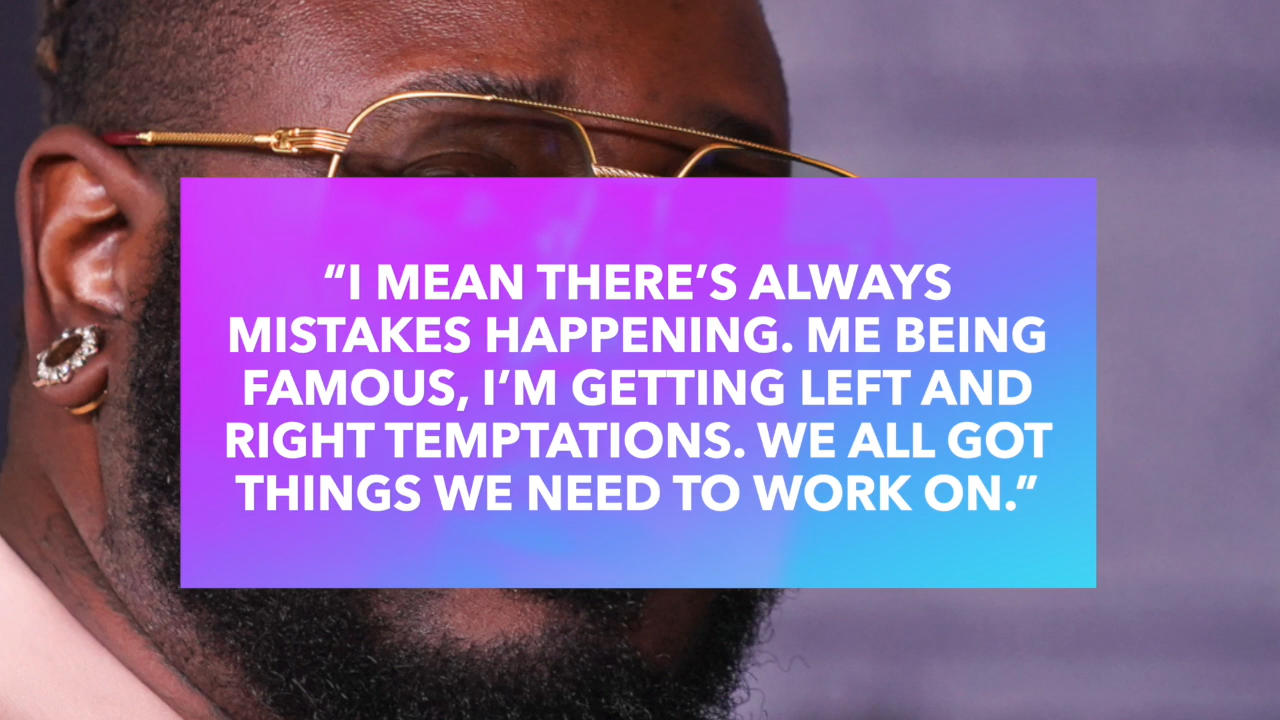 “I MEAN THERE’S ALWAYS
MISTAKES HAPPENING. ME BEING
FAMOUS, I’M GETTING LEFT AND
RIGHT TEMPTATIONS. WE ALL GOT
THINGS WE NEED TO WORK ON.”